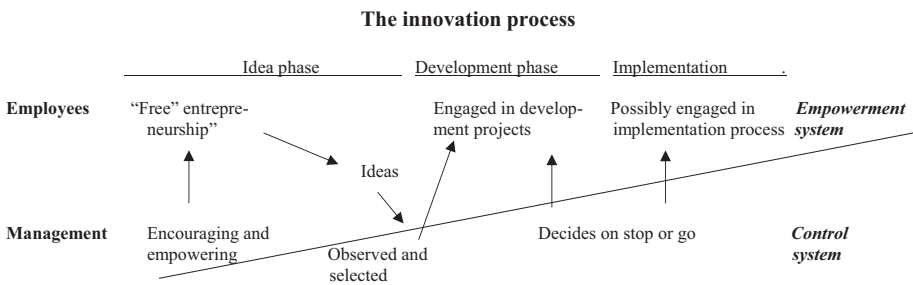 The innovation process
Idea phase Development phase Implementation .
Employees “Free” entrepre- Engaged in develop- Possibly engaged in Empowerment
neurship” ment projects implementation process system
Ideas
Management Encouraging and Decides on stop or go Control
empowering Observed and system
selected